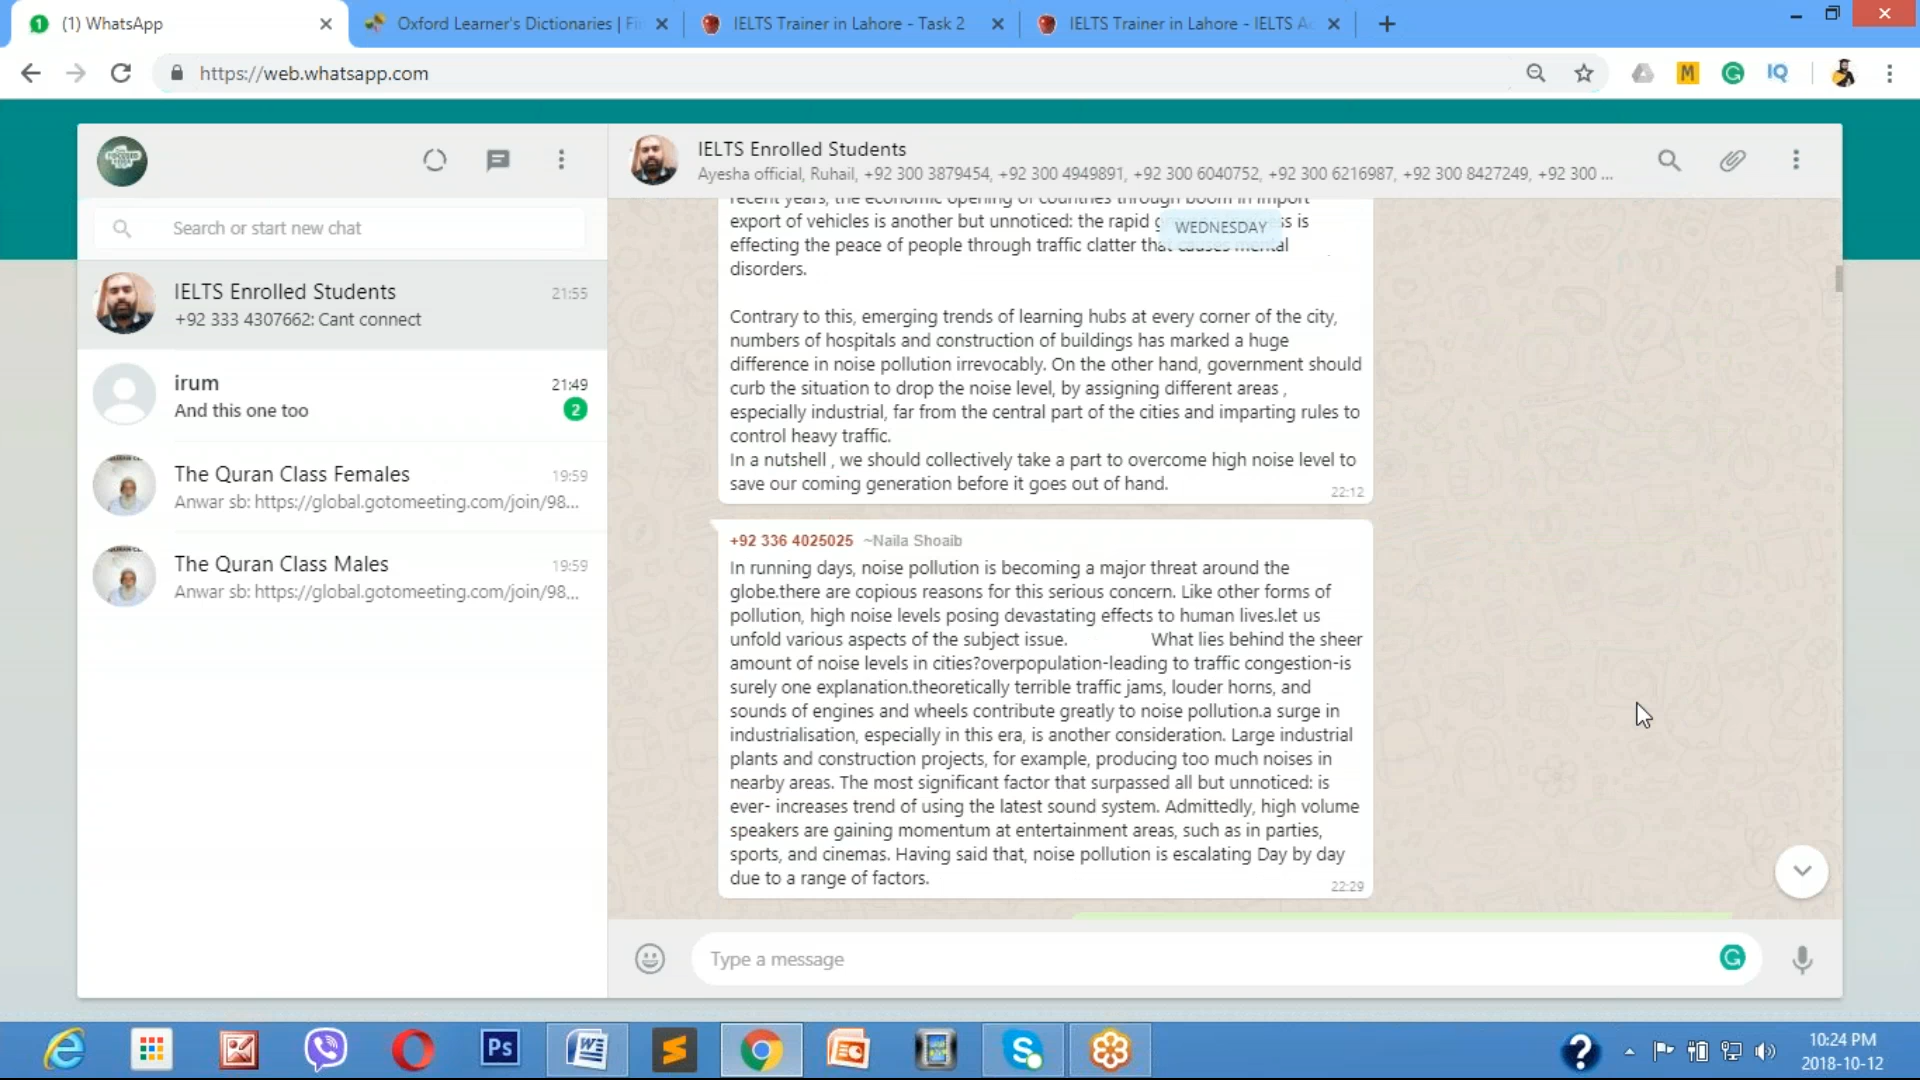 (1) WhatsApp
Oxford Learner's Dictionaries | Fi
IELTS Trainer in Lahore - Task 2
IELTS Trainer in Lahore - IELTS A
https://web.whatsapp.com
IELTS Enrolled Students
Ayesha official, Ruhail, +92 300 3879454, +92 300 4949891, +92 300 6040752, +92 300 6216987, +92 300 8427249, +92 300 ...
Search or start new chat
IELTS Enrolled Students 21:55
+92 333 4307662: Cant connect
irum 21:49
And this one too 2
The Quran Class Females 19:59
Anwar sb: https://global.gotomeeting.com/join/98...
The Quran Class Males 19:59
Anwar sb: https://global.gotomeeting.com/join/98...
WEDNESDAY
recent years, the economic opening of countries through boom in import
export of vehicles is another but unnoticed: the rapid is
effecting the peace of people through traffic clatter that causes mental
disorders.
Contrary to this, emerging trends of learning hubs at every corner of the city,
numbers of hospitals and construction of buildings has marked a huge
difference in noise pollution irrevocably. On the other hand, government should
curb the situation to drop the noise level, by assigning different areas ,
especially industrial, far from the central part of the cities and imparting rules to
control heavy traffic.
In a nutshell , we should collectively take a part to overcome high noise level to
save our coming generation before it goes out of hand.
22:12
+92 336 4025025 ~Naila Shoaib
In running days, noise pollution is becoming a major threat around the
globe.there are copious reasons for this serious concern. Like other forms of
pollution, high noise levels posing devastating effects to human lives.let us
unfold various aspects of the subject issue. What lies behind the sheer
amount of noise levels in cities?overpopulation-leading to traffic congestion-is
surely one explanation.theoretically terrible traffic jams, louder horns, and
sounds of engines and wheels contribute greatly to noise pollution.a surge in
industrialisation, especially in this era, is another consideration. Large industrial
plants and construction projects, for example, producing too much noises in
nearby areas. The most significant factor that surpassed all but unnoticed: is
ever- increases trend of using the latest sound system. Admittedly, high volume
speakers are gaining momentum at entertainment areas, such as in parties,
sports, and cinemas. Having said that, noise pollution is escalating Day by day
due to a range of factors.
22:29
Type a message
Ps
10:24 PM
2018-10-12